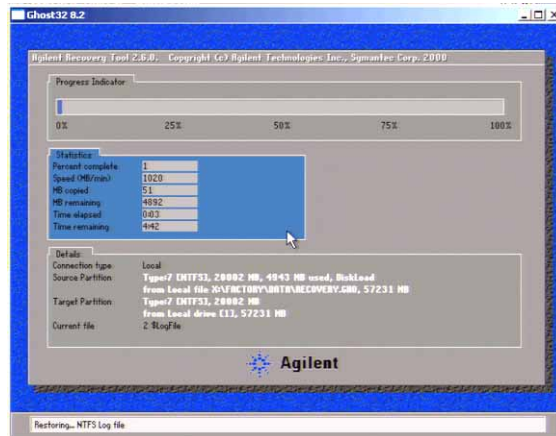 Ghost32 8.2
Agilent Recovery Tool 2.6.0. Copyright (c) Agilent Technologies Inc., Symantec Corp. 2008
Progress Indicator
0% 25% 50% 75% 100%
Statistics
Percent complete 1
Speed (MB/min) 1020
MB copied 51
MB remaining 4892
Time elapsed 0:03
Time remaining 4:42
Details
Connection type Local
Source Partition Type:7 [NTFS], 20002 MB, 4943 MB used, DiskLoad
from Local file X:\FACTORY\DATA\RECOVERY.GHO, 57231 MB
Target Partition Type:7 [NTFS], 20002 MB
from Local drive [1], 57231 MB
Current file 2 $LogFile
Agilent
Restoring... NTFS Log file